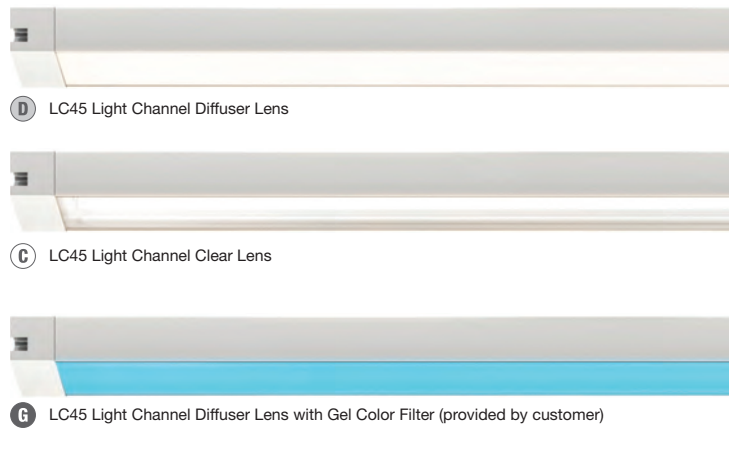 D LC45 Light Channel Diffuser Lens
C LC45 Light Channel Clear Lens
G LC45 Light Channel Diffuser Lens with Gel Color Filter (provided by customer)